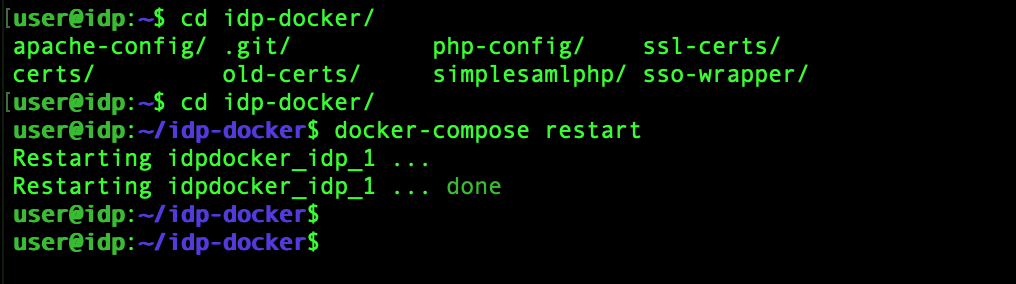 [user@idp:~$ cd idp-docker/
apache-config/ .git/ php-config/ ssl-certs/
certs/ old-certs/ simplesamlphp/ sso-wrapper/
[user@idp:~$ cd idp-docker/
user@idp:~/idp-docker$ docker-compose restart
Restarting idpdocker_idp_1 ...
Restarting idpdocker_idp_1 ... done
user@idp:~/idp-docker$
user@idp:~/idp-docker$